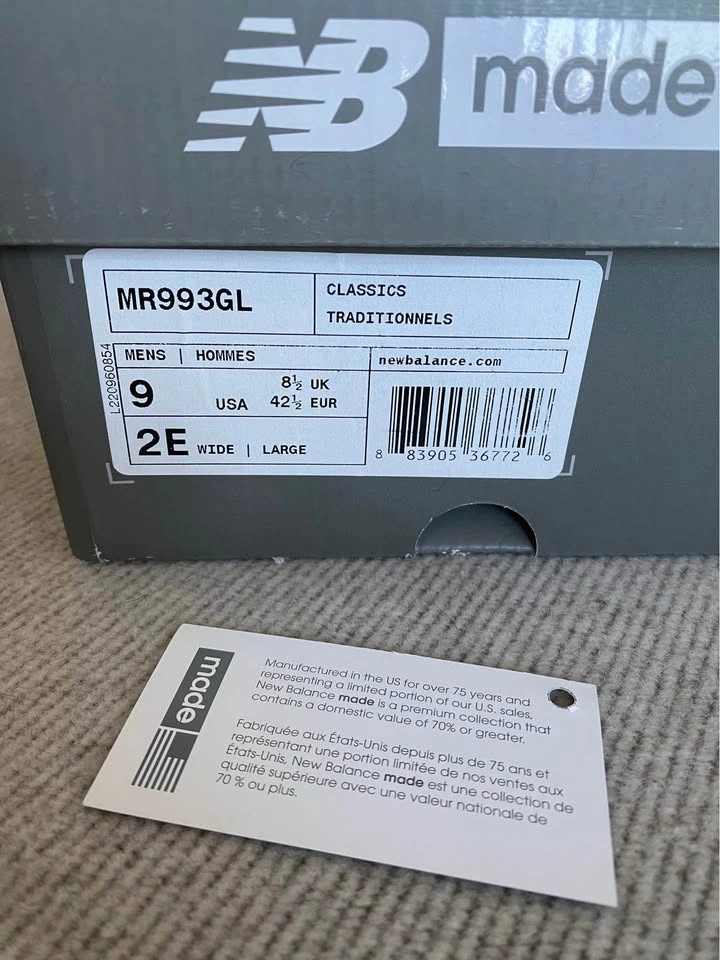 NB made
MR993GL
CLASSICS
TRADITIONNELS
L220960854
MENS | HOMMES
9 USA
8½ UK
42½ EUR
2E WIDE | LARGE
newbalance.com
8 83905 36772 6
made
Manufactured in the US for over 75 years and
representing a limited portion of our U.S. sales,
New Balance made is a premium collection that
contains a domestic value of 70% or greater.
Fabriquée aux États-Unis depuis plus de 75 ans et
représentant une portion limitée de nos ventes aux
États-Unis, New Balance made est une collection de
qualité supérieure avec une valeur nationale de
70 % ou plus.